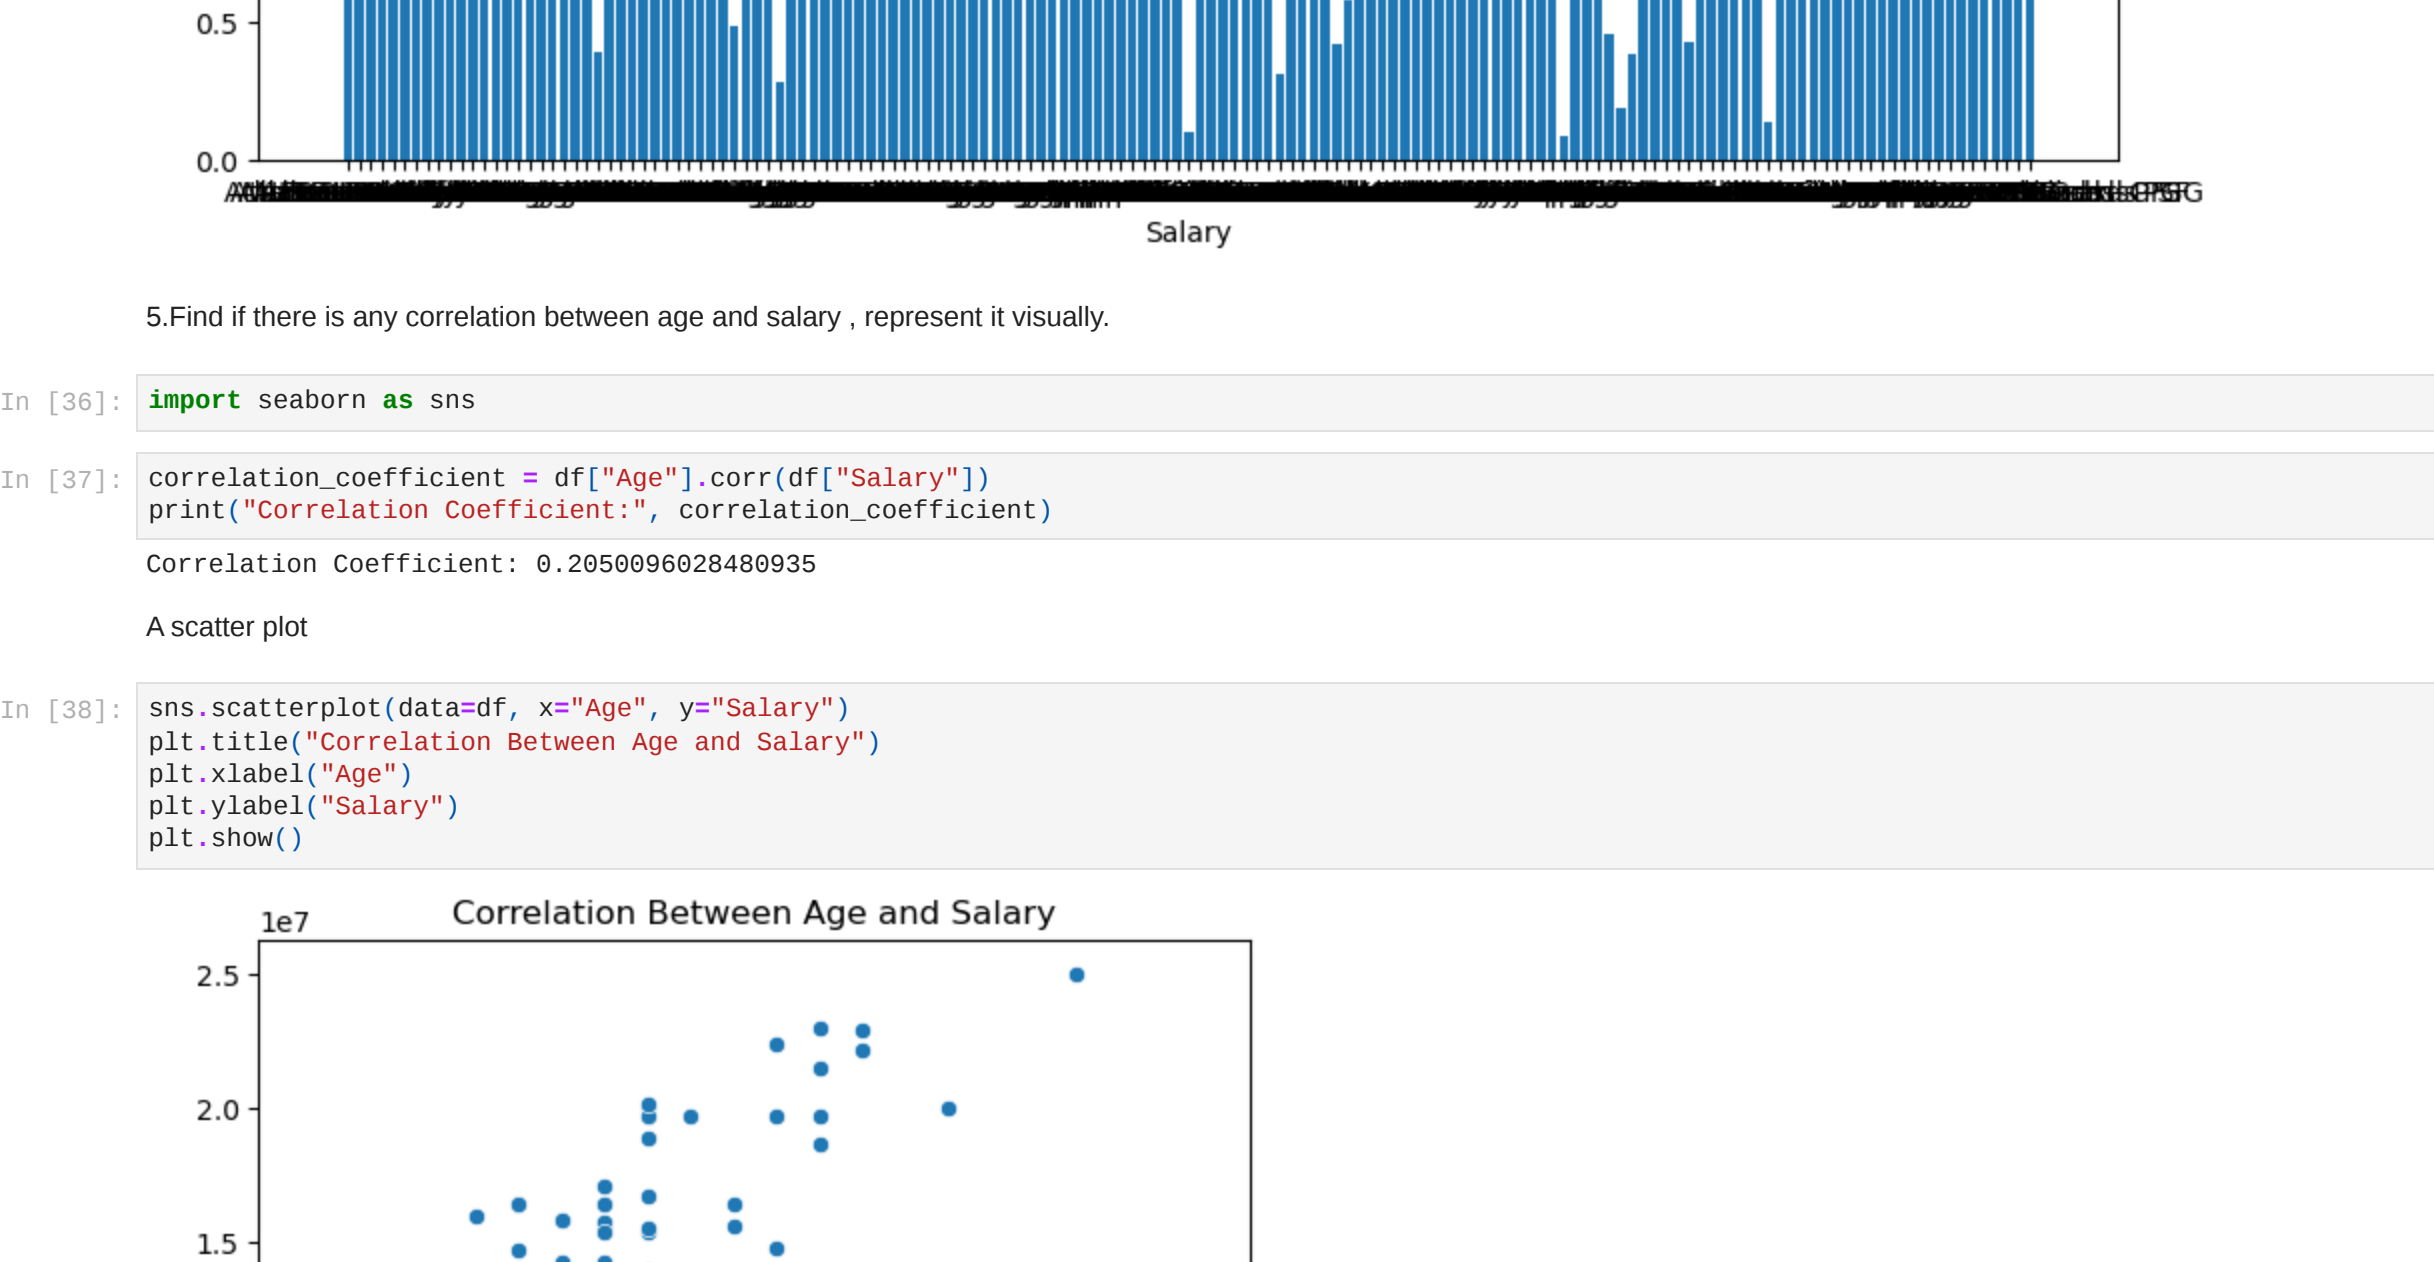 0.5
0.0
Salary
5.Find if there is any correlation between age and salary , represent it visually.
In [36]:
import seaborn as sns
In [37]:
correlation_coefficient = df["Age"].corr(df["Salary"])
print("Correlation Coefficient:", correlation_coefficient)
Correlation Coefficient: 0.2050096028480935
A scatter plot
In [38]:
sns.scatterplot(data=df, x="Age", y="Salary")
plt.title("Correlation Between Age and Salary")
plt.xlabel("Age")
plt.ylabel("Salary")
plt.show()
Correlation Between Age and Salary
1e7
2.5
2.0
1.5